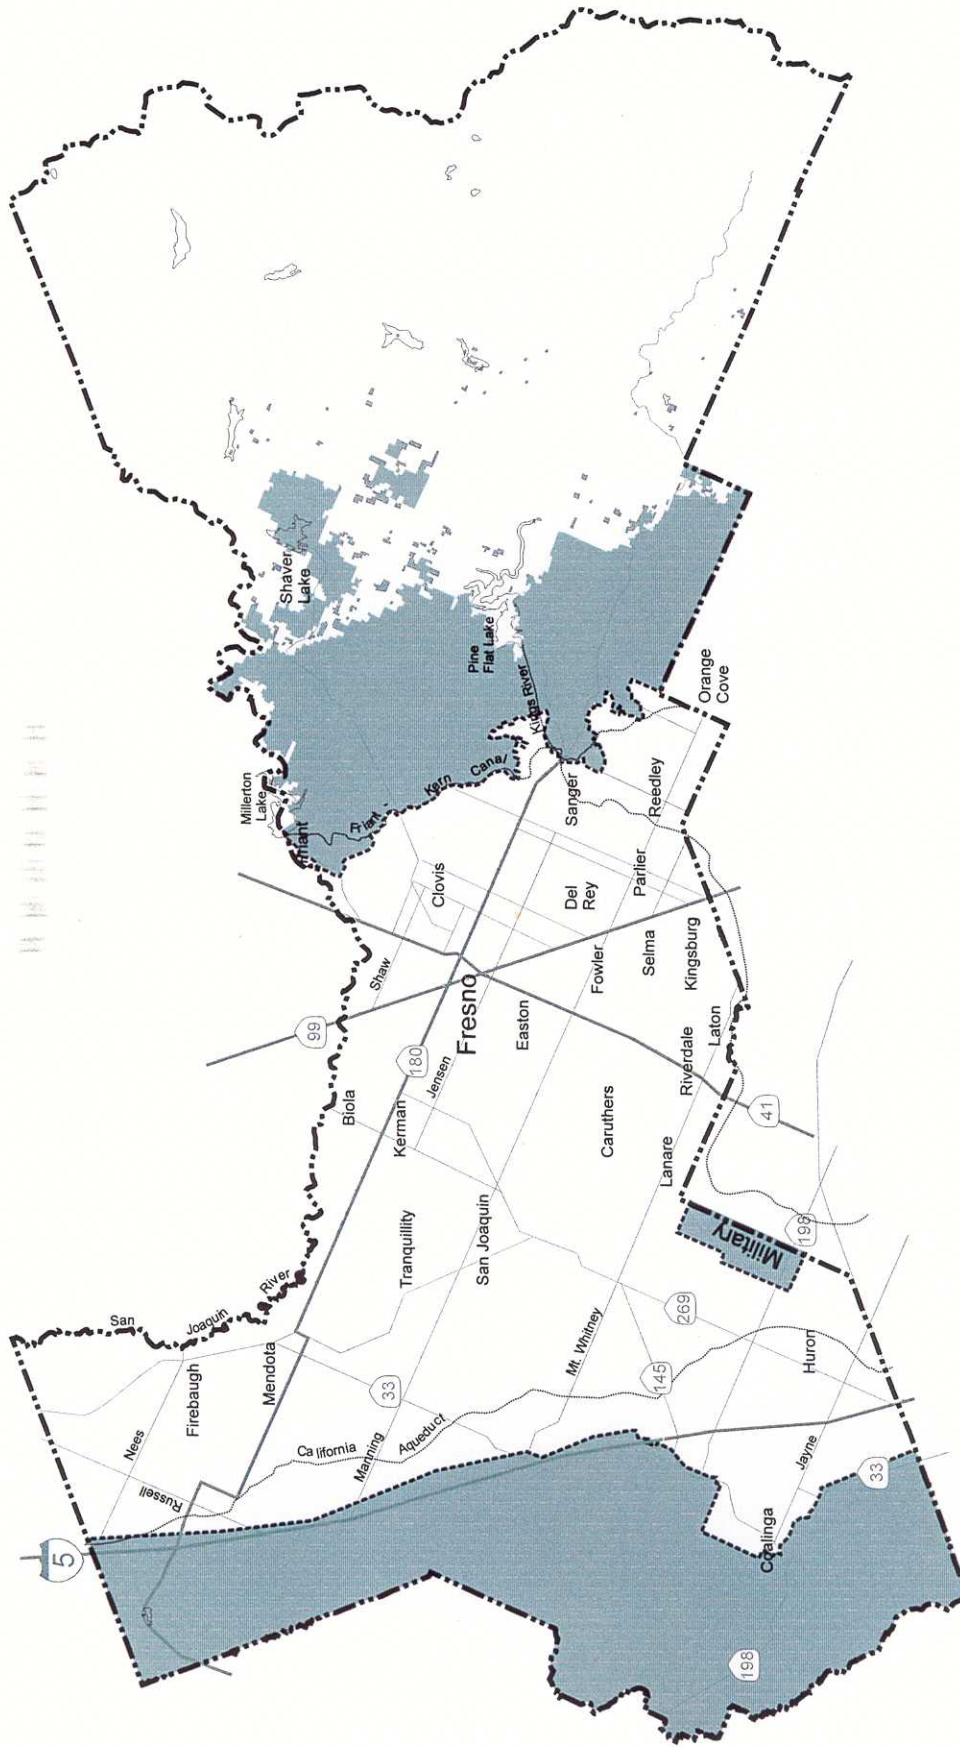 Shaver
Lake
Pine
Flat Lake
Kings River
Orange
Cove
Millerton
Lake
Friant
Friant - Kern Canal
Sanger
Reedley
Clovis
Del
Rey
Parlier
Shaw
Fowler
Selma
Kingsburg
99
Fresno
Easton
180
Jensen
Laton
Riverdale
Biola
Kerman
Caruthers
41
Lanare
San
Joaquin
River
Tranquillity
San Joaquin
Military
198
269
Mt. Whitney
Mendota
Firebaugh
33
145
Huron
Nees
California
Aqueduct
Manning
Jayne
Russell
33
5
Coalinga
198